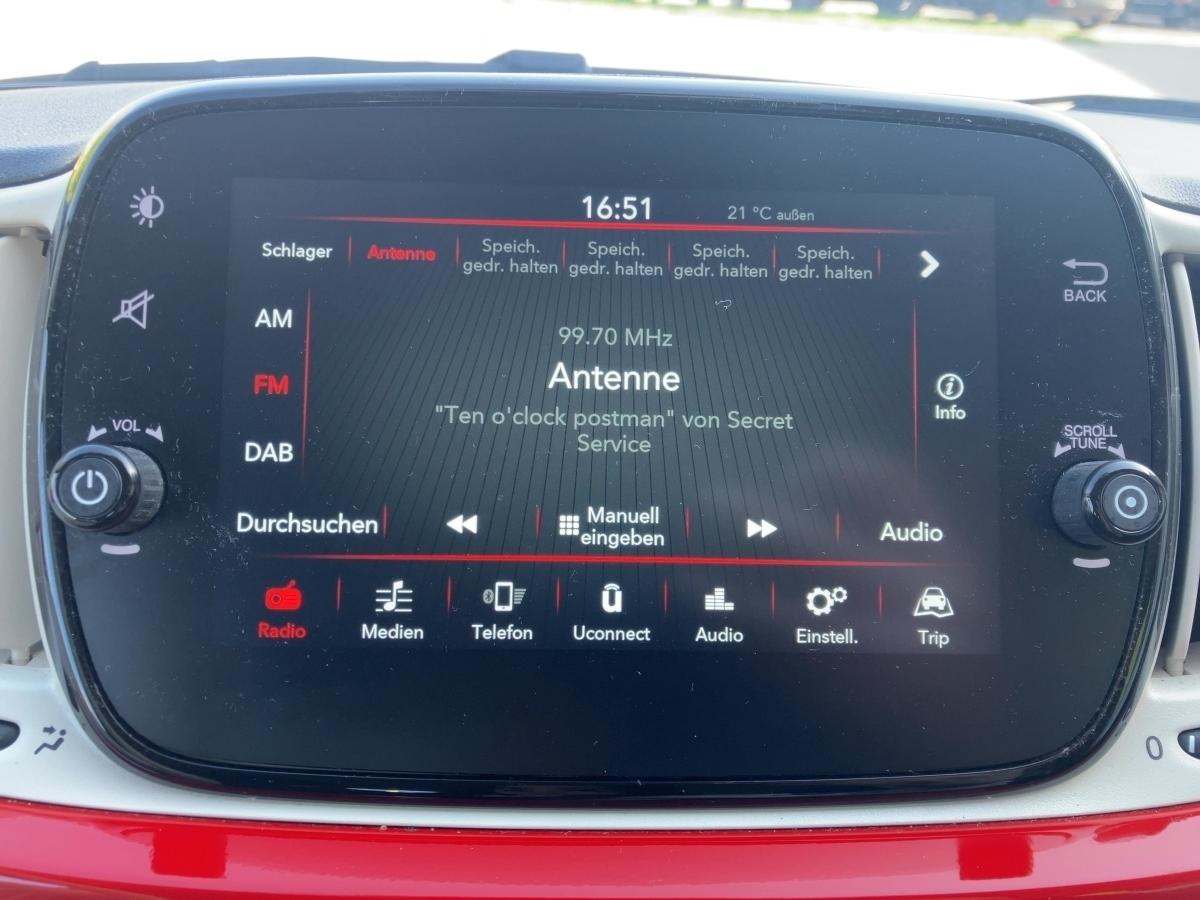 16:51
21 °C außen
Schlager
Antenne
Speich.
gedr. halten
Speich.
gedr. halten
Speich.
gedr. halten
Speich.
gedr. halten
BACK
AM
99.70 MHz
FM
Antenne
Info
"Ten o'clock postman" von Secret
Service
VOL
SCROLL
TUNE
DAB
Durchsuchen
Manuell
eingeben
Audio
Radio
Medien
Telefon
Uconnect
Audio
Einstell.
Trip
0